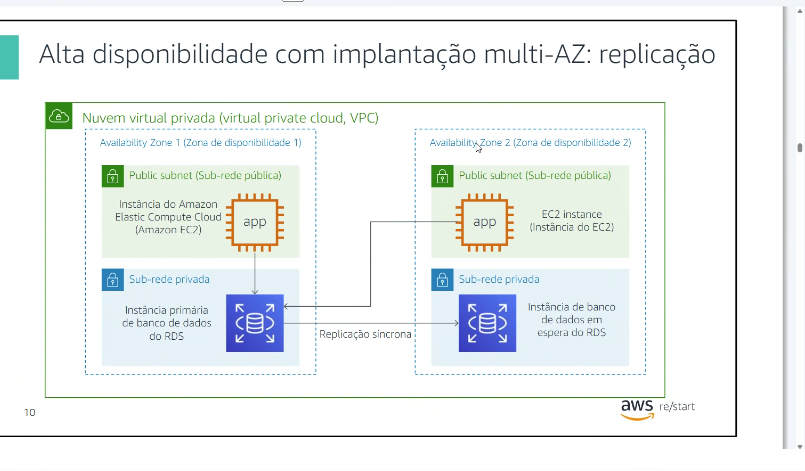 Alta disponibilidade com implantação multi-AZ: replicação
Nuvem virtual privada (virtual private cloud, VPC)
Availability Zone 1 (Zona de disponibilidade 1)
Public subnet (Sub-rede pública)
Instância do Amazon
Elastic Compute Cloud
(Amazon EC2)
app
Sub-rede privada
Instância primária
de banco de dados
do RDS
Replicação síncrona
Availability Zone 2 (Zona de disponibilidade 2)
Public subnet (Sub-rede pública)
app
EC2 instance
(Instância do EC2)
Sub-rede privada
Instância de banco
de dados em
espera do RDS
10
aws re/start